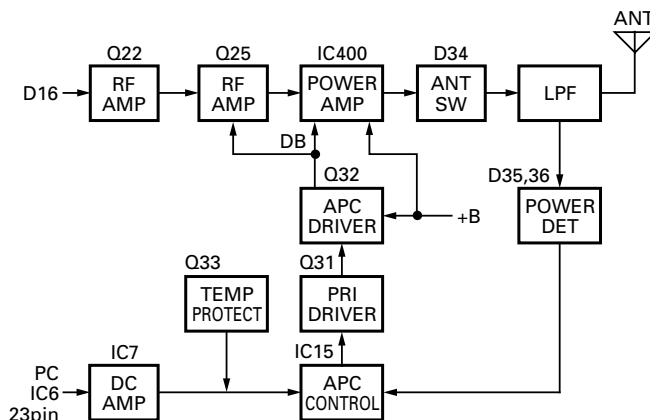 ANT
Q22
Q25
IC400
D34
D16
RF
AMP
RF
AMP
POWER
AMP
ANT
SW
LPF
DB
Q32
D35,36
APC
DRIVER
+B
POWER
DET
Q33
Q31
TEMP
PROTECT
PRI
DRIVER
IC7
IC15
PC
IC6
23pin
DC
AMP
APC
CONTROL